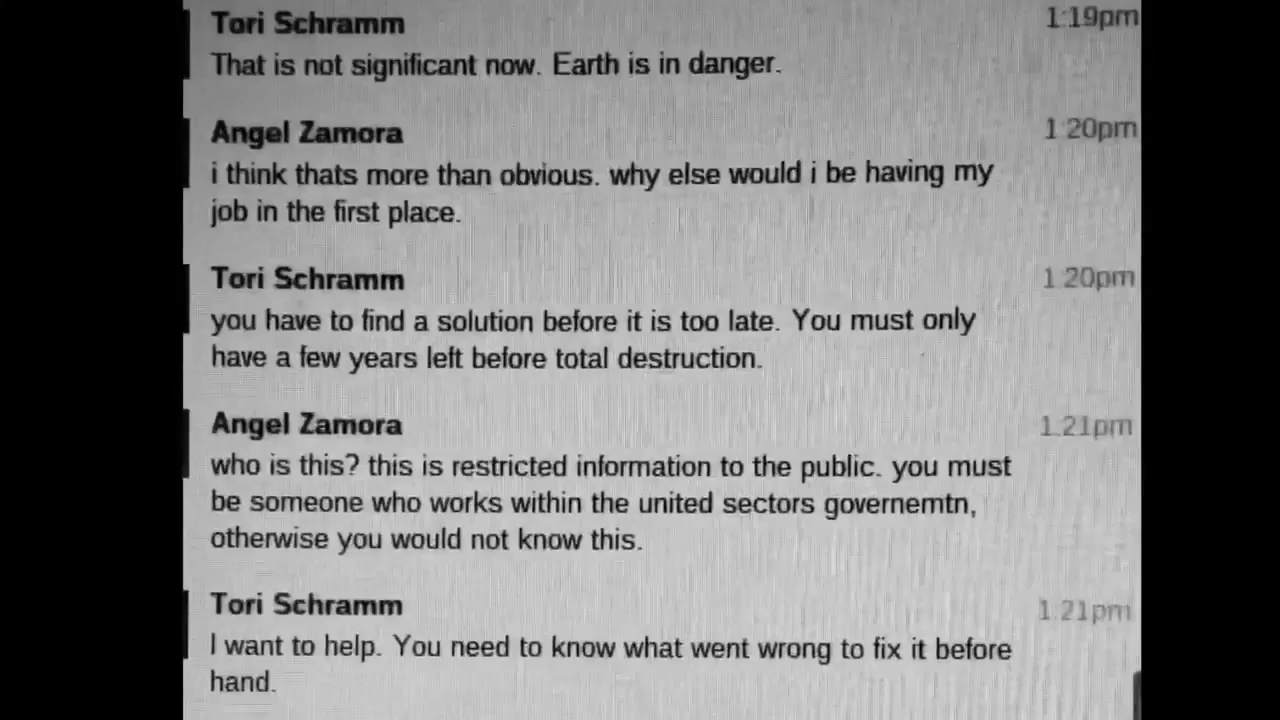 Tori Schramm 1:19pm
That is not significant now. Earth is in danger.
Angel Zamora 1:20pm
i think thats more than obvious. why else would i be having my
job in the first place.
Tori Schramm 1:20pm
you have to find a solution before it is too late. You must only
have a few years left before total destruction.
Angel Zamora 1:21pm
who is this? this is restricted information to the public. you must
be someone who works within the united sectors governemtn,
otherwise you would not know this.
Tori Schramm 1:21pm
I want to help. You need to know what went wrong to fix it before
hand.